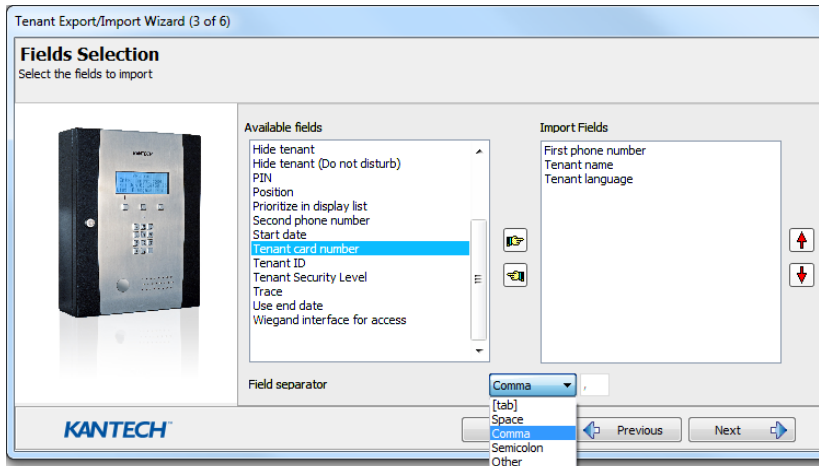 Tenant Export/Import Wizard (3 of 6)
Fields Selection
Select the fields to import
Available fields
Hide tenant
Hide tenant (Do not disturb)
PIN
Position
Prioritize in display list
Second phone number
Start date
Tenant card number
Tenant ID
Tenant Security Level
Trace
Use end date
Wiegand interface for access
Import Fields
First phone number
Tenant name
Tenant language
Field separator
Comma
,
[tab]
Space
Comma
Semicolon
Other
KANTECH
Previous
Next